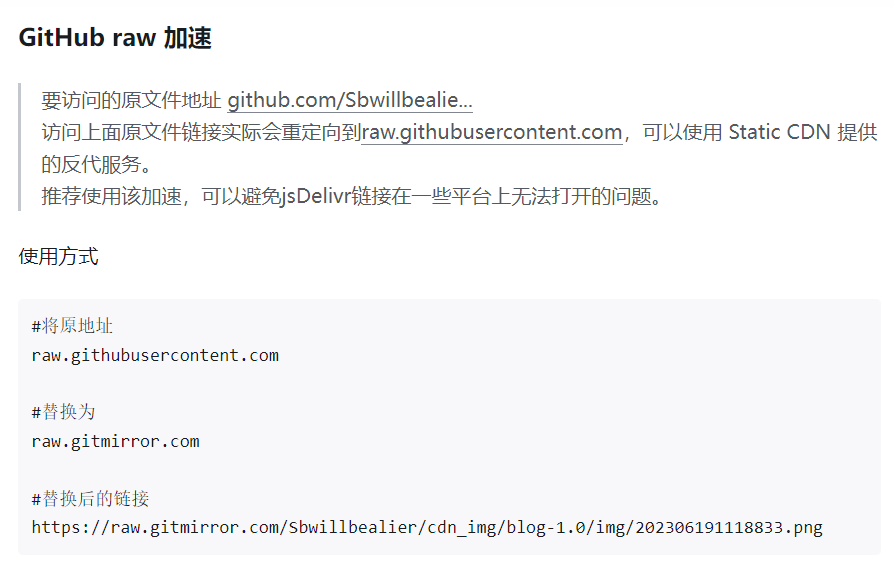 GitHub raw 加速
要访问的原文件地址 github.com/Sbwillbealie...
访问上面原文件链接实际会重定向到raw.githubusercontent.com，可以使用 Static CDN 提供
的反代服务。
推荐使用该加速，可以避免jsDelivr链接在一些平台上无法打开的问题。
使用方式
#将原地址
raw.githubusercontent.com
#替换为
raw.gitmirror.com
#替换后的链接
https://raw.gitmirror.com/Sbwillbealier/cdn_img/blog-1.0/img/202306191118833.png